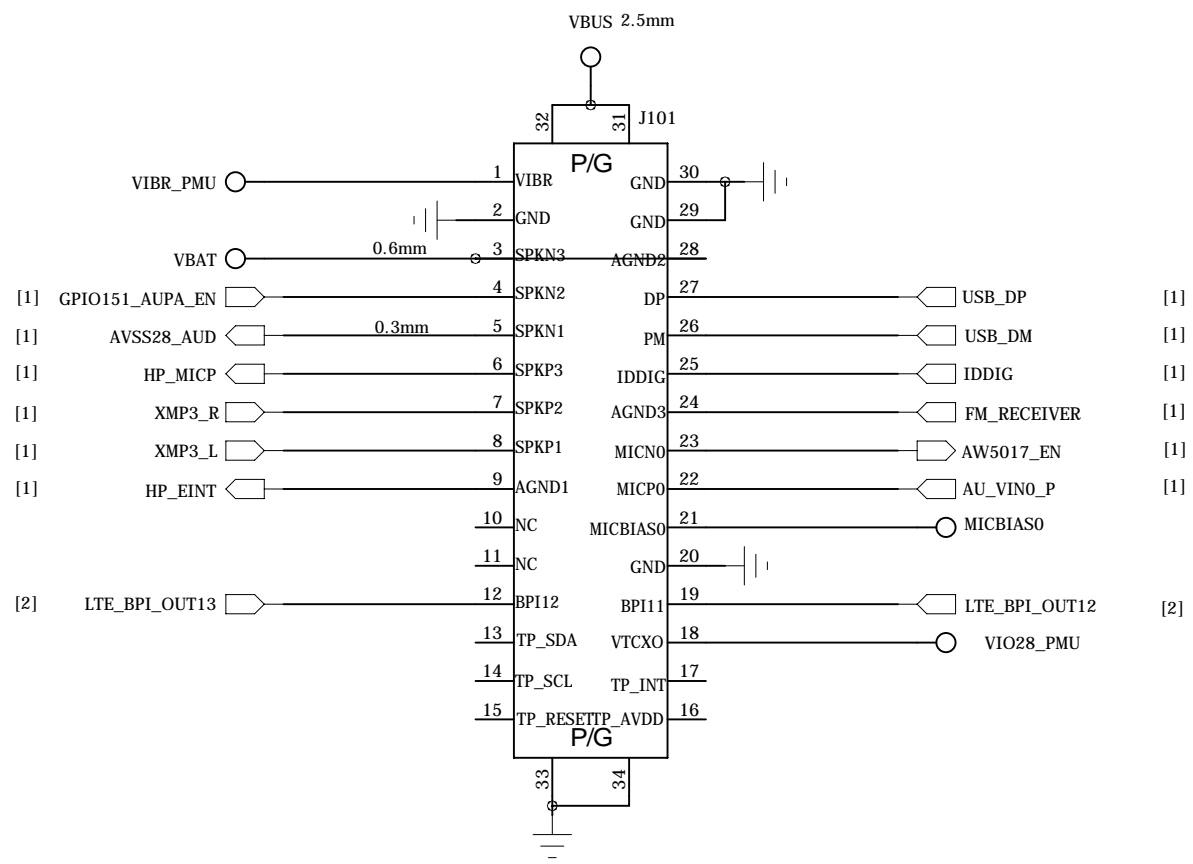 VBUS 2.5mm
32 31 J101
P/G
VIBR_PMU 1 VIBR GND 30
2 GND GND 29
VBAT 0.6mm 3 SPKN3 AGND2 28
[1] GPIO151_AUPA_EN 4 SPKN2 DP 27 USB_DP [1]
[1] AVSS28_AUD 0.3mm 5 SPKN1 PM 26 USB_DM [1]
[1] HP_MICP 6 SPKP3 IDDIG 25 IDDIG [1]
[1] XMP3_R 7 SPKP2 AGND3 24 FM_RECEIVER [1]
[1] XMP3_L 8 SPKP1 MICN0 23 AW5017_EN [1]
[1] HP_EINT 9 AGND1 MICP0 22 AU_VIN0_P [1]
10 NC MICBIAS0 21 MICBIAS0
11 NC GND 20
[2] LTE_BPI_OUT13 12 BPI12 BPI11 19 LTE_BPI_OUT12 [2]
13 TP_SDA VTCXO 18 VIO28_PMU
14 TP_SCL TP_INT 17
15 TP_RESET TP_AVDD 16
P/G
33 34